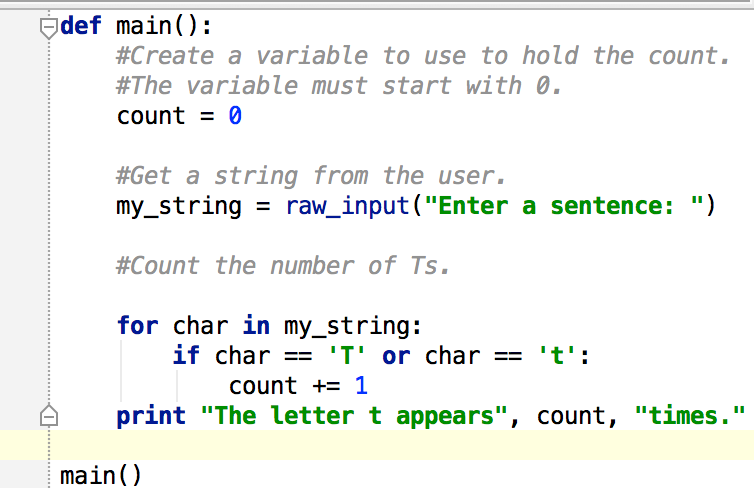 def main():
    #Create a variable to use to hold the count.
    #The variable must start with 0.
    count = 0

    #Get a string from the user.
    my_string = raw_input("Enter a sentence: ")

    #Count the number of Ts.

    for char in my_string:
        if char == 'T' or char == 't':
            count += 1
    print "The letter t appears", count, "times."

main()